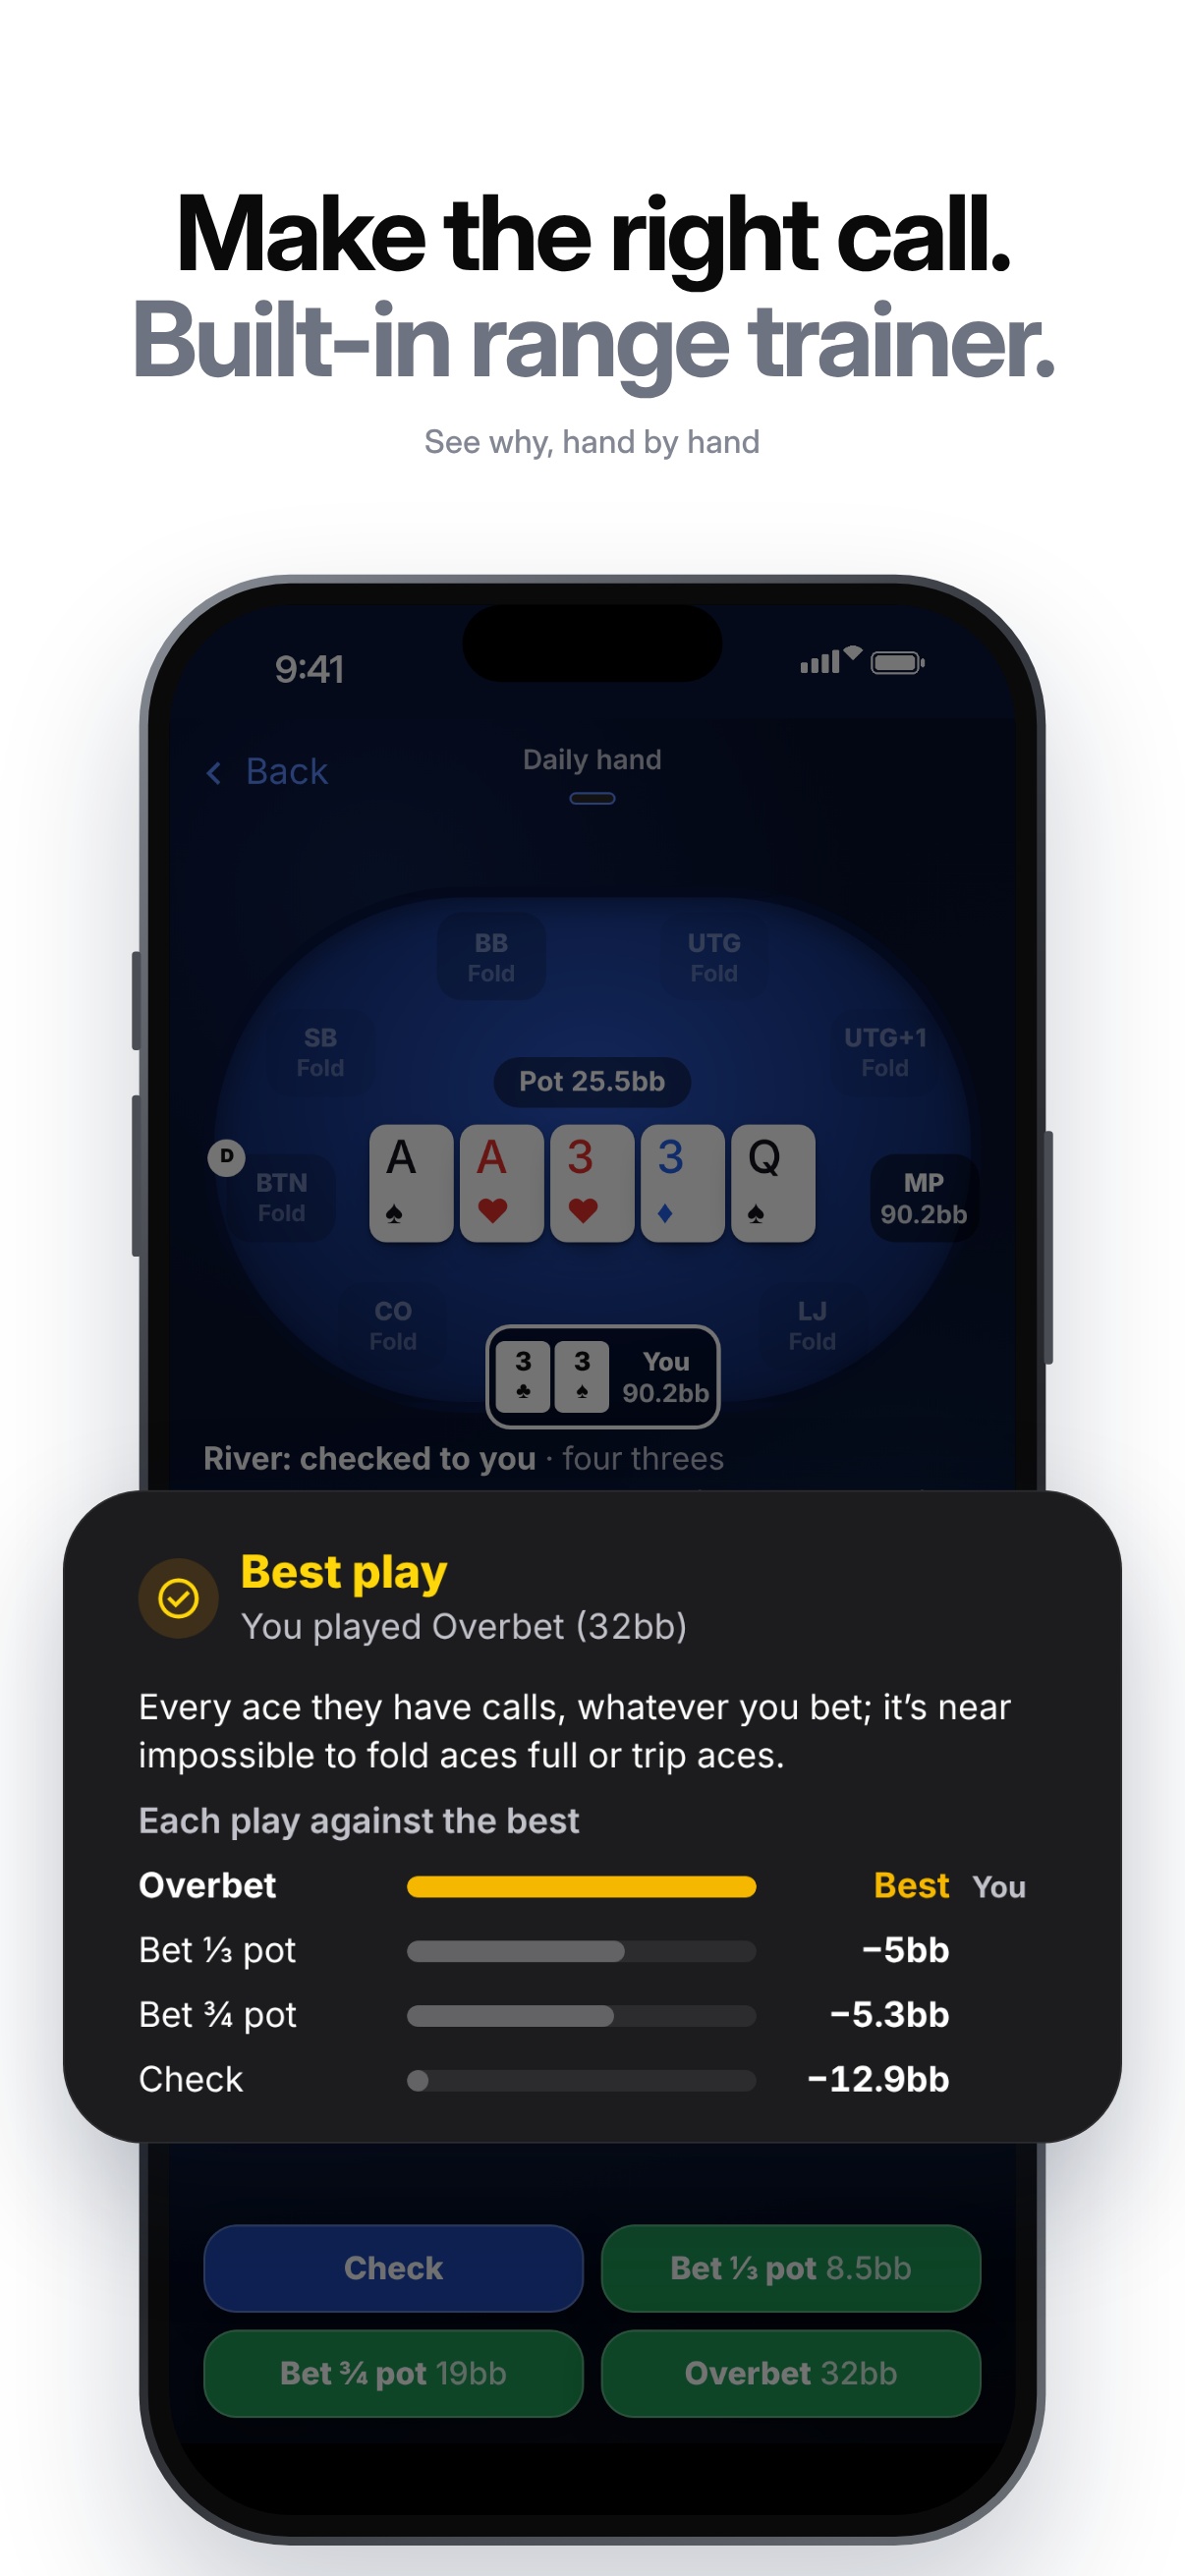 Make the right call.
Built-in range trainer.
See why, hand by hand
9:41
Back
Daily hand
BB
Fold
UTG
Fold
SB
Fold
UTG+1
Fold
Pot 25.5bb
D
BTN
Fold
A♠
A♥
3♥
3♦
Q♠
MP
90.2bb
CO
Fold
LJ
Fold
3♣
3♠
You
90.2bb
River: checked to you · four threes
Best play
You played Overbet (32bb)
Every ace they have calls, whatever you bet; it’s near
impossible to fold aces full or trip aces.
Each play against the best
Overbet Best You
Bet ⅓ pot −5bb
Bet ¾ pot −5.3bb
Check −12.9bb
Check
Bet ⅓ pot 8.5bb
Bet ¾ pot 19bb
Overbet 32bb